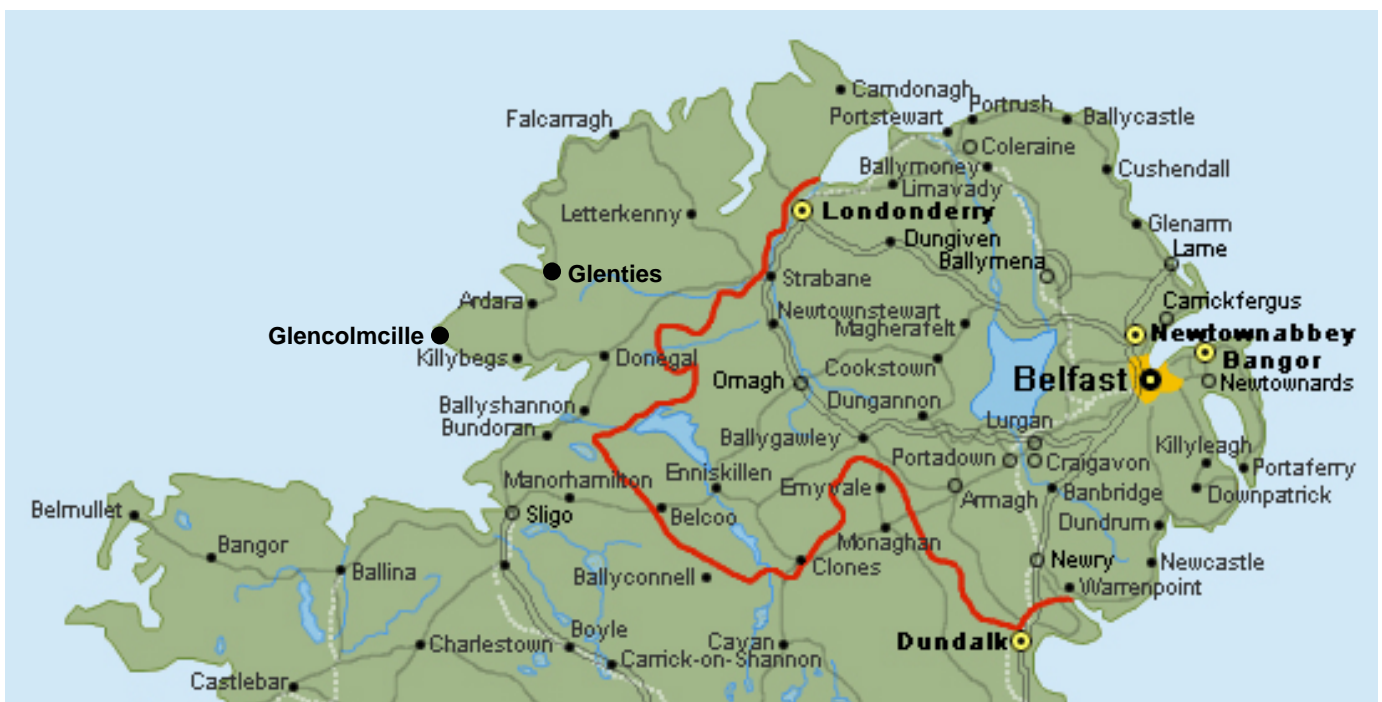 Carndonagh
Portrush
Falcarragh
Portstewart
Ballycastle
Coleraine
Ballymoney
Cushendall
Limavady
Letterkenny
Londonderry
Glenarm
Dungiven
Larne
Ballymena
Glenties
Strabane
Ardara
Carrickfergus
Newtownstewart
Magherafelt
Glencolmcille
Newtownabbey
Killybegs
Donegal
Bangor
Cookstown
Omagh
Belfast
Newtownards
Ballyshannon
Dungannon
Bundoran
Lurgan
Ballygawley
Killyleagh
Portadown
Craigavon
Portaferry
Enniskillen
Manorhamilton
Emyvale
Armagh
Banbridge
Downpatrick
Belmullet
Sligo
Belcoo
Dundrum
Monaghan
Bangor
Newry
Newcastle
Clones
Ballina
Ballyconnell
Warrenpoint
Boyle
Charlestown
Cavan
Dundalk
Carrick-on-Shannon
Castlebar